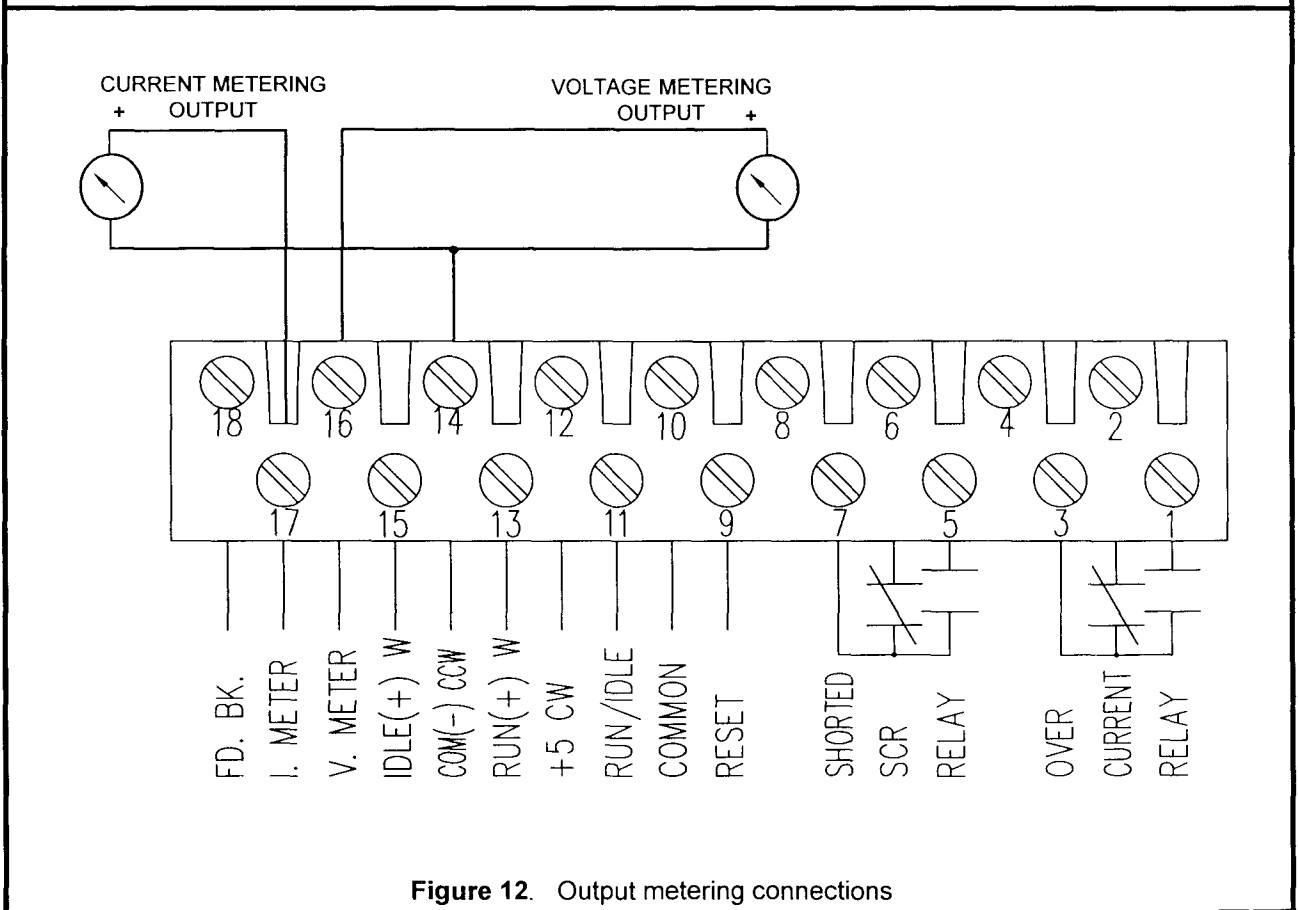 CURRENT METERING
+ OUTPUT
VOLTAGE METERING
OUTPUT +
18 16 14 12 10 8 6 4 2
17 15 13 11 9 7 5 3 1
FD. BK.
I. METER
V. METER
IDLE(+) W
COM(-) CCW
RUN(+) W
+5 CW
RUN/IDLE
COMMON
RESET
SHORTED
SCR
RELAY
OVER
CURRENT
RELAY
Figure 12. Output metering connections